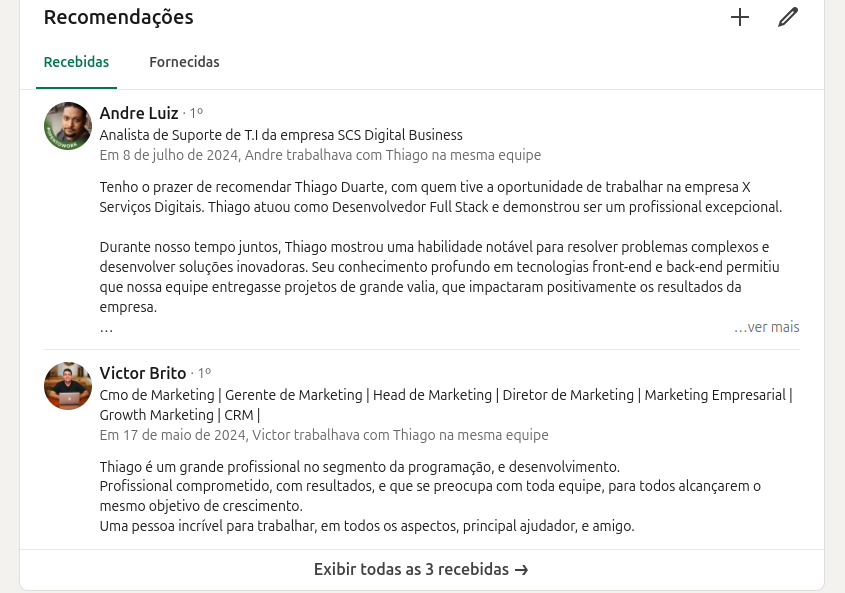 Recomendações
Recebidas
Fornecidas
Andre Luiz · 1º
Analista de Suporte de T.I da empresa SCS Digital Business
Em 8 de julho de 2024, Andre trabalhava com Thiago na mesma equipe
Tenho o prazer de recomendar Thiago Duarte, com quem tive a oportunidade de trabalhar na empresa X
Serviços Digitais. Thiago atuou como Desenvolvedor Full Stack e demonstrou ser um profissional excepcional.
Durante nosso tempo juntos, Thiago mostrou uma habilidade notável para resolver problemas complexos e
desenvolver soluções inovadoras. Seu conhecimento profundo em tecnologias front-end e back-end permitiu
que nossa equipe entregasse projetos de grande valia, que impactaram positivamente os resultados da
empresa.
…
…ver mais
Victor Brito · 1º
Cmo de Marketing | Gerente de Marketing | Head de Marketing | Diretor de Marketing | Marketing Empresarial |
Growth Marketing | CRM |
Em 17 de maio de 2024, Victor trabalhava com Thiago na mesma equipe
Thiago é um grande profissional no segmento da programação, e desenvolvimento.
Profissional comprometido, com resultados, e que se preocupa com toda equipe, para todos alcançarem o
mesmo objetivo de crescimento.
Uma pessoa incrível para trabalhar, em todos os aspectos, principal ajudador, e amigo.
Exibir todas as 3 recebidas →